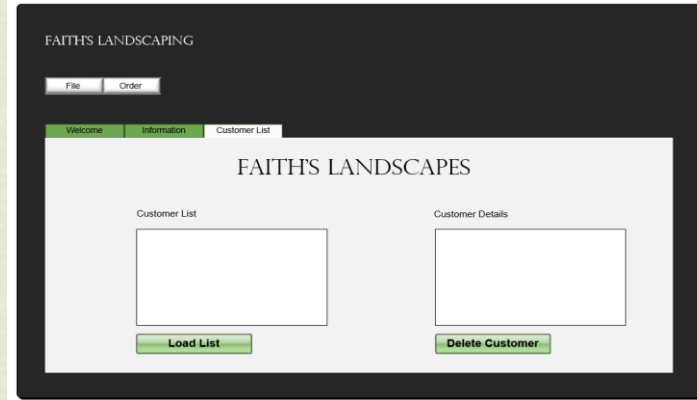 FAITH'S LANDSCAPING
File Order
Welcome Information Customer List
FAITH'S LANDSCAPES
Customer List Customer Details
Load List Delete Customer